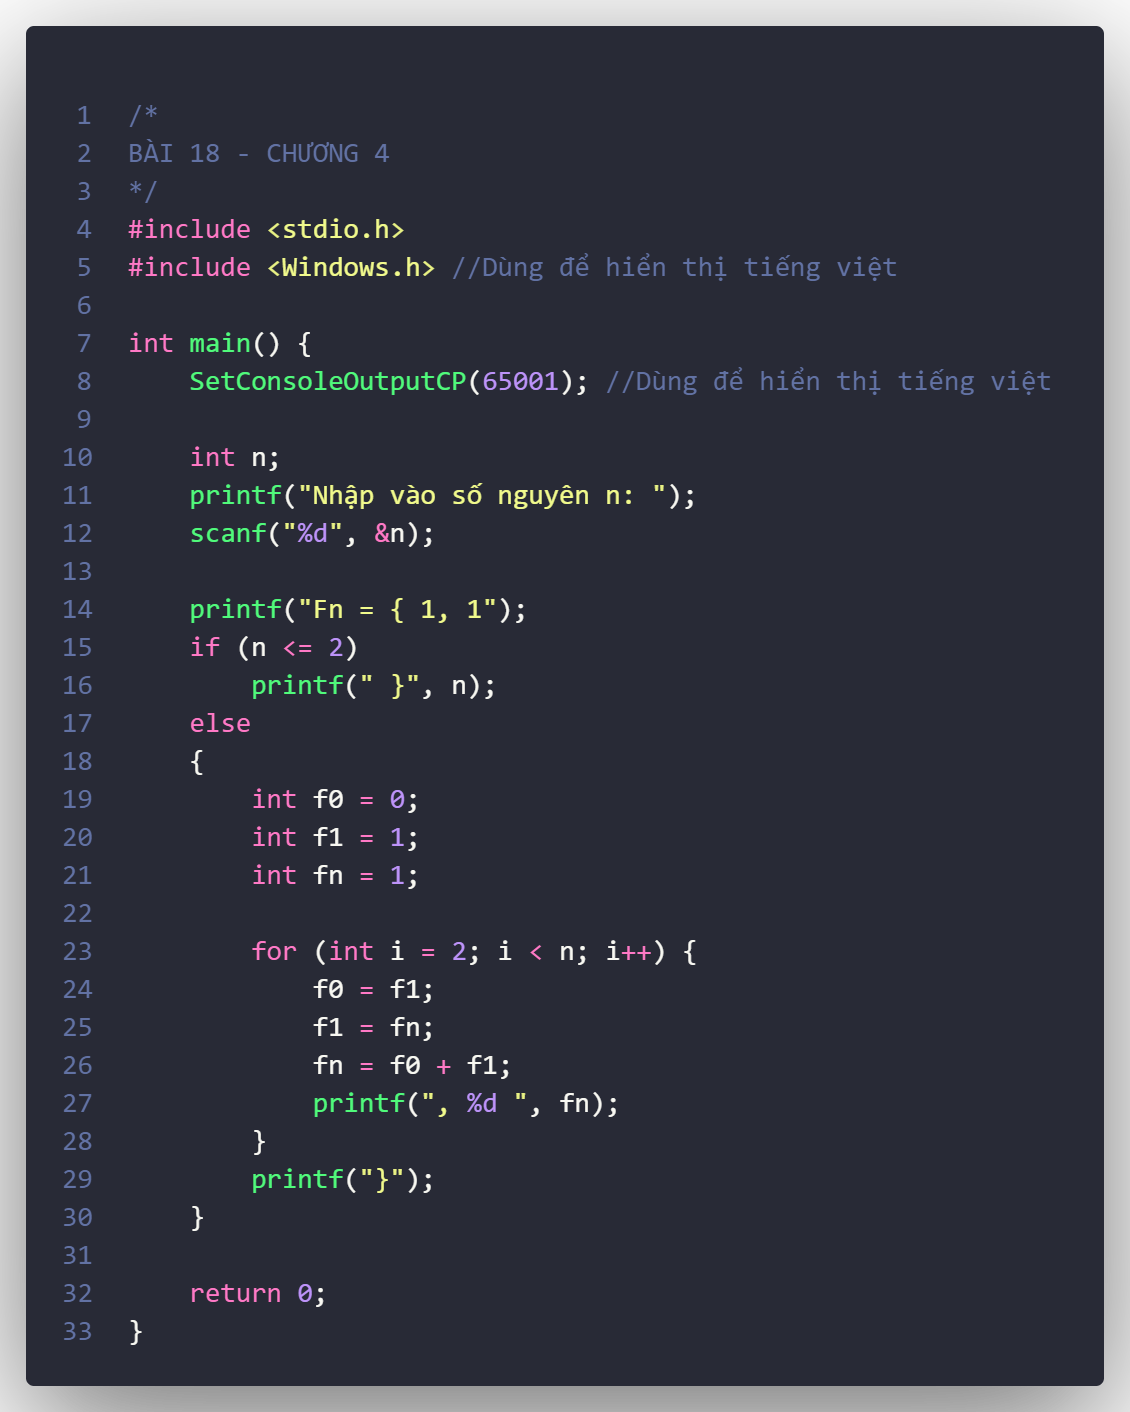 1 /*
2 BÀI 18 - CHƯƠNG 4
3 */
4 #include <stdio.h>
5 #include <Windows.h> //Dùng để hiển thị tiếng việt
6
7 int main() {
8     SetConsoleOutputCP(65001); //Dùng để hiển thị tiếng việt
9
10     int n;
11     printf("Nhập vào số nguyên n: ");
12     scanf("%d", &n);
13
14     printf("Fn = { 1, 1");
15     if (n <= 2)
16         printf(" }", n);
17     else
18     {
19         int f0 = 0;
20         int f1 = 1;
21         int fn = 1;
22
23         for (int i = 2; i < n; i++) {
24             f0 = f1;
25             f1 = fn;
26             fn = f0 + f1;
27             printf(", %d ", fn);
28         }
29         printf("}");
30     }
31
32     return 0;
33 }